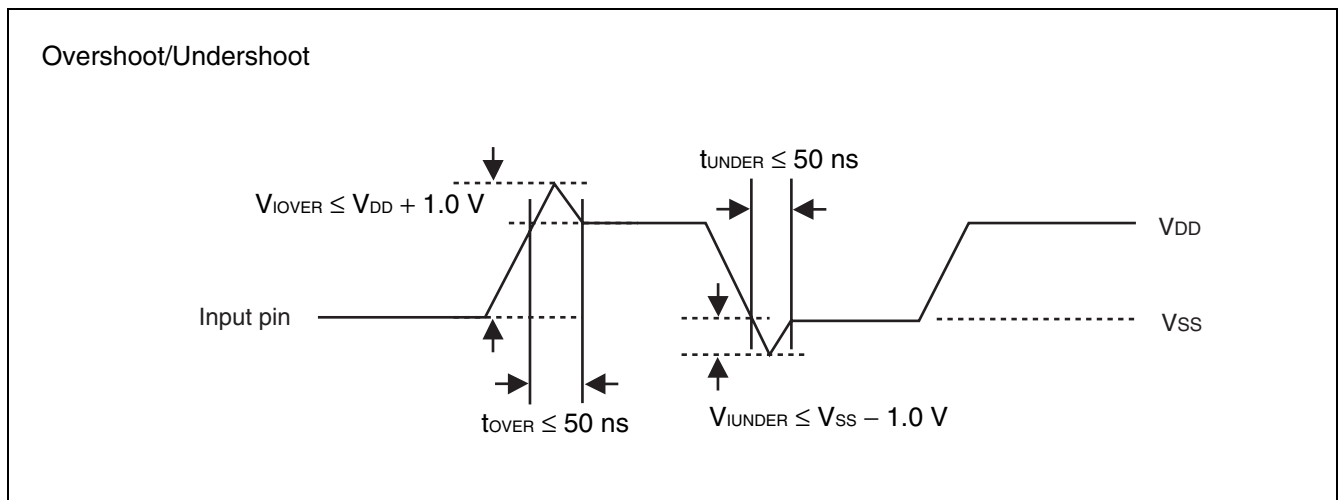 Overshoot/Undershoot
tUNDER ≤ 50 ns
VIOVER ≤ VDD + 1.0 V
VDD
Input pin
VSS
tOVER ≤ 50 ns
VIUNDER ≤ VSS − 1.0 V